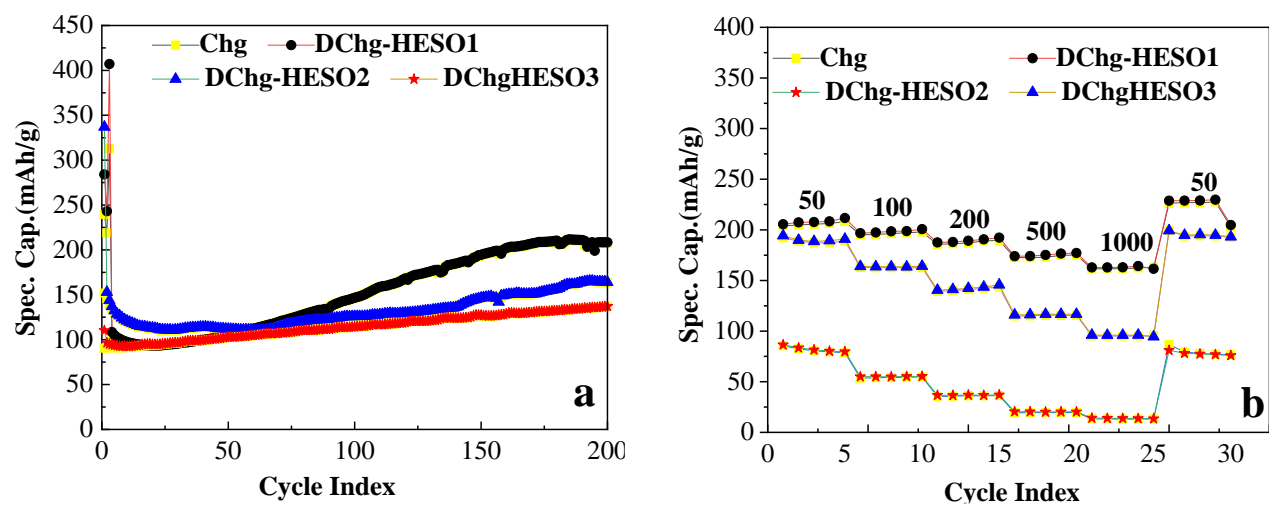 450
400
350
300
250
200
150
100
50
0
Spec. Cap.(mAh/g)
Chg DChg-HESO1
DChg-HESO2 DChgHESO3
a
0 50 100 150 200
Cycle Index
400
350
300
250
200
150
100
50
0
Spec. Cap.(mAh/g)
Chg DChg-HESO1
DChg-HESO2 DChgHESO3
50 100 200 500 1000 50
b
0 5 10 15 20 25 30
Cycle Index